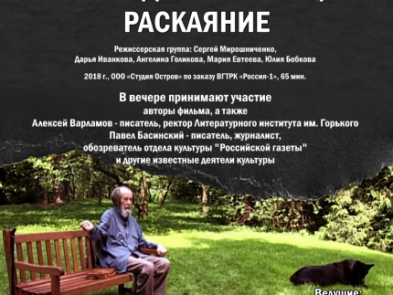 РАСКАЯНИЕ
Режиссерская группа: Сергей Мирошниченко,
Дарья Иванкова, Ангелина Голикова, Мария Евтеева, Юлия Бобкова
2018 г., ООО «Студия Остров» по заказу ВГТРК «Россия-1», 65 мин.
В вечере принимают участие
авторы фильма, а также
Алексей Варламов - писатель, ректор Литературного института им. Горького
Павел Басинский - писатель, журналист,
обозреватель отдела культуры "Российской газеты"
и другие известные деятели культуры
Ведущие: